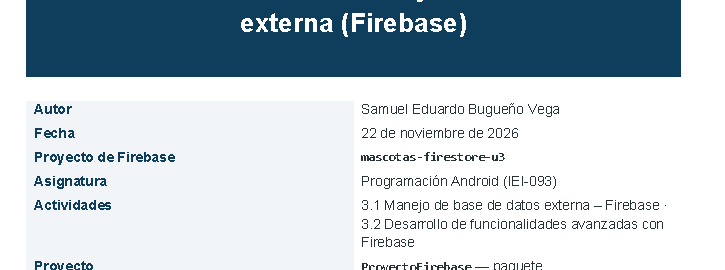 externa (Firebase)
Autor Samuel Eduardo Bugueño Vega
Fecha 22 de noviembre de 2026
Proyecto de Firebase mascotas-firestore-u3
Asignatura Programación Android (IEI-093)
Actividades 3.1 Manejo de base de datos externa – Firebase ·
3.2 Desarrollo de funcionalidades avanzadas con
Firebase
Proyecto ProyectoFirebase — paquete